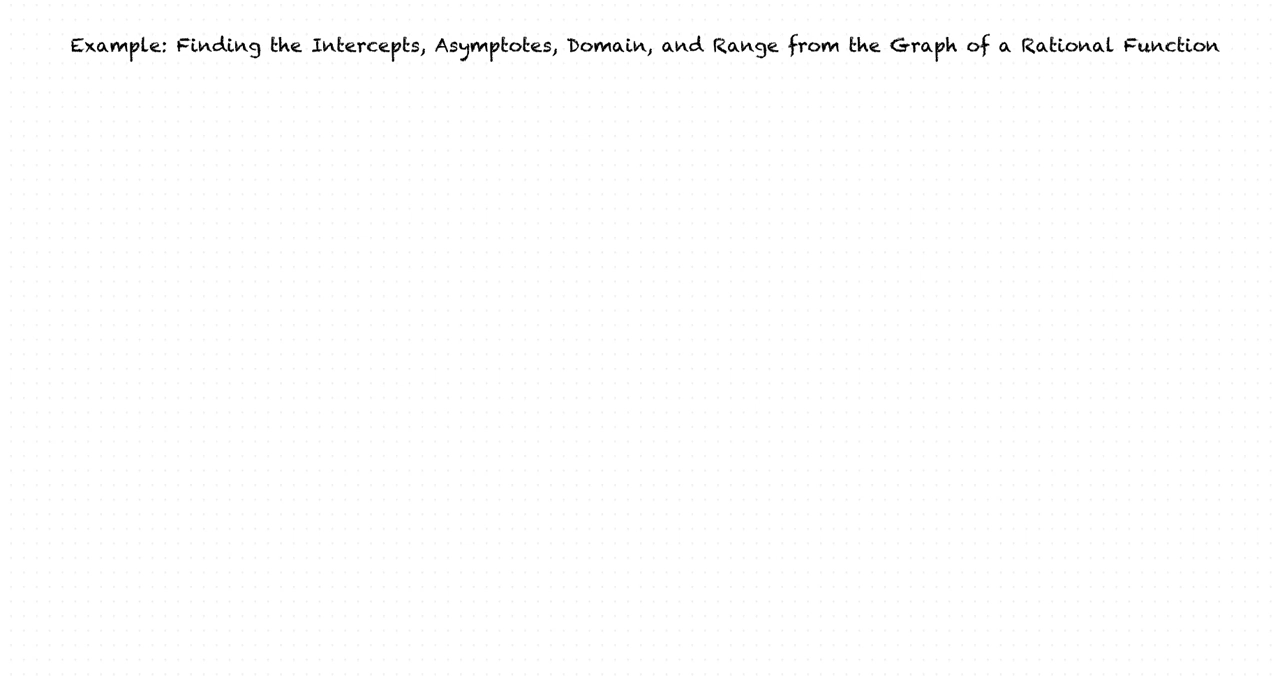 Example: Finding the Intercepts, Asymptotes, Domain, and Range from the Graph of a Rational Function